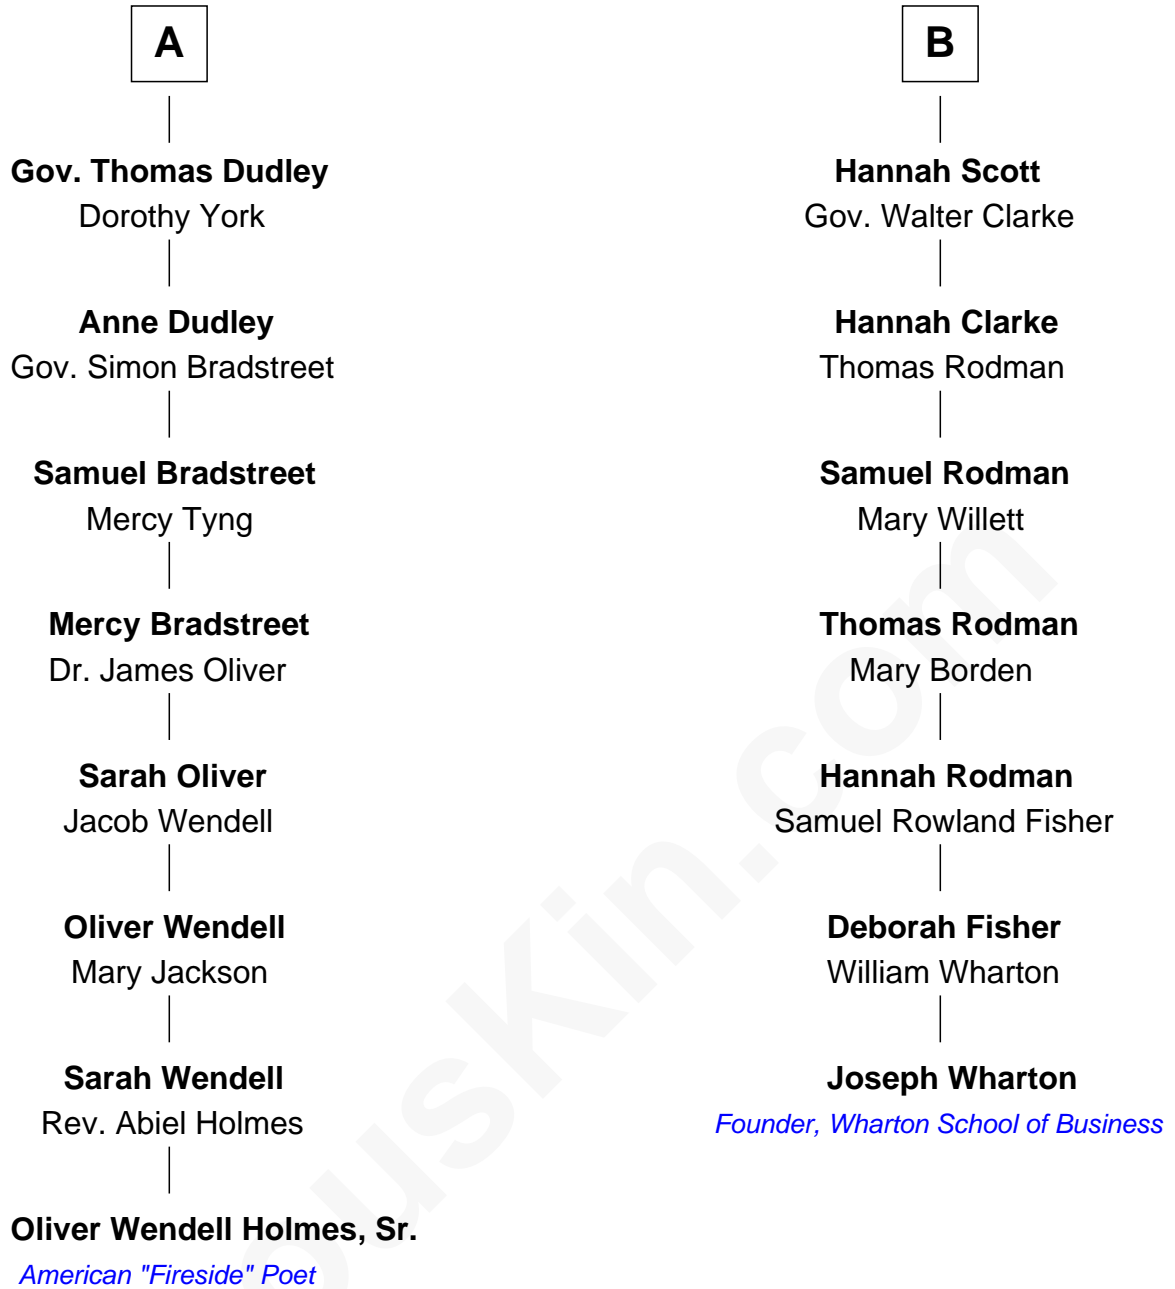 A
Gov. Thomas Dudley
Dorothy York
Anne Dudley
Gov. Simon Bradstreet
Samuel Bradstreet
Mercy Tyng
Mercy Bradstreet
Dr. James Oliver
Sarah Oliver
Jacob Wendell
Oliver Wendell
Mary Jackson
Sarah Wendell
Rev. Abiel Holmes
Oliver Wendell Holmes, Sr.
American "Fireside" Poet
B
Hannah Scott
Gov. Walter Clarke
Hannah Clarke
Thomas Rodman
Samuel Rodman
Mary Willett
Thomas Rodman
Mary Borden
Hannah Rodman
Samuel Rowland Fisher
Deborah Fisher
William Wharton
Joseph Wharton
Founder, Wharton School of Business
ousKin.com